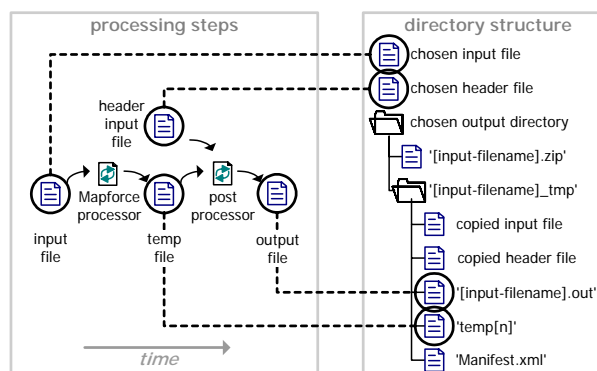 processing steps
header
input
file
Mapforce
processor
post
processor
input
file
temp
file
output
file
time
directory structure
chosen input file
chosen header file
chosen output directory
'[input-filename].zip'
'[input-filename]_tmp'
copied input file
copied header file
'[input-filename].out'
'temp[n]'
'Manifest.xml'